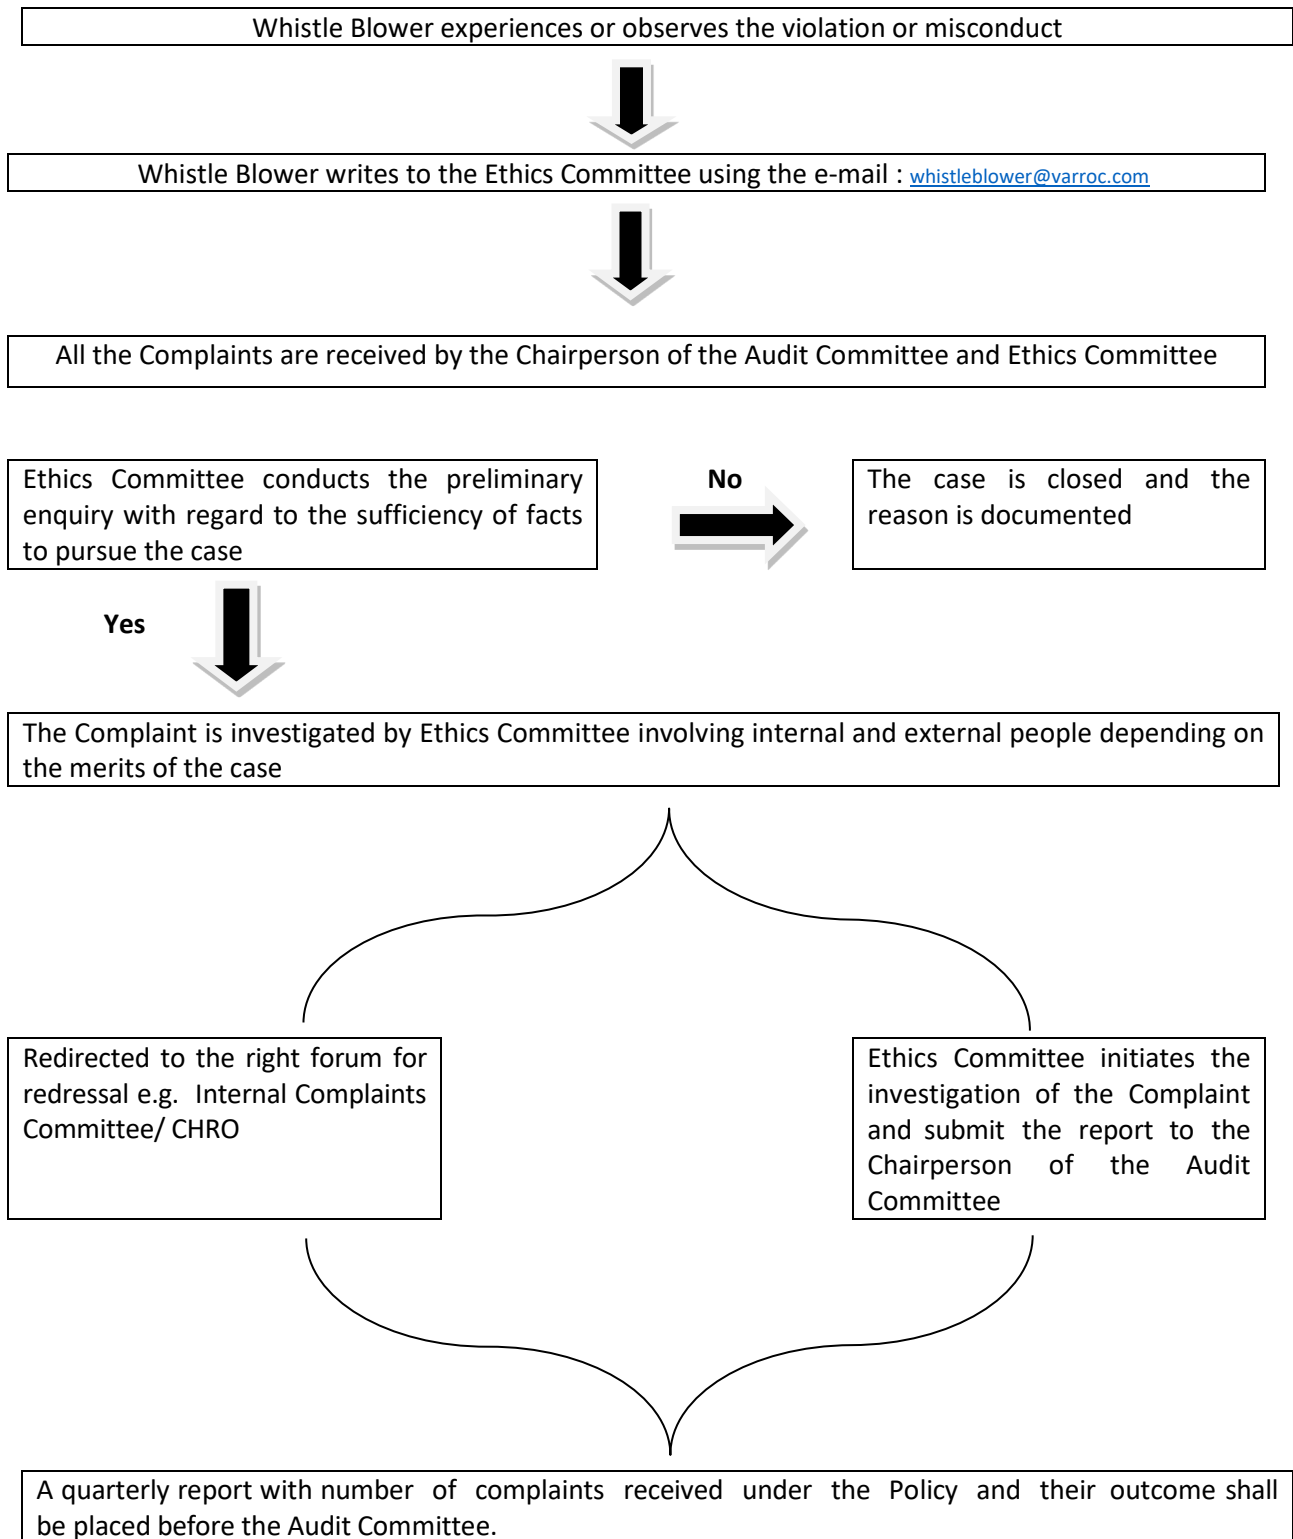 Whistle Blower experiences or observes the violation or misconduct
Whistle Blower writes to the Ethics Committee using the e-mail : whistleblower@varroc.com
All the Complaints are received by the Chairperson of the Audit Committee and Ethics Committee
Ethics Committee conducts the preliminary
enquiry with regard to the sufficiency of facts
to pursue the case
No
The case is closed and the
reason is documented
Yes
The Complaint is investigated by Ethics Committee involving internal and external people depending on
the merits of the case
Redirected to the right forum for
redressal e.g. Internal Complaints
Committee/ CHRO
Ethics Committee initiates the
investigation of the Complaint
and submit the report to the
Chairperson of the Audit
Committee
A quarterly report with number of complaints received under the Policy and their outcome shall
be placed before the Audit Committee.